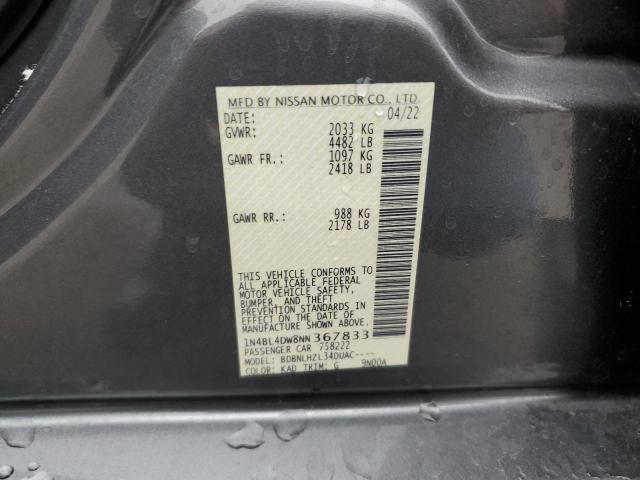 MFD BY NISSAN MOTOR CO., LTD.
DATE: 04/22
GVWR: 2033 KG
4482 LB
GAWR FR.: 1097 KG
2418 LB
GAWR RR.: 988 KG
2178 LB
THIS VEHICLE CONFORMS TO
ALL APPLICABLE FEDERAL
MOTOR VEHICLE SAFETY,
BUMPER, AND THEFT
PREVENTION STANDARDS IN
EFFECT ON THE DATE OF
MANUFACTURE SHOWN ABOVE.
1N4BL4DW8NN367833
PASSENGER CAR 758222
MODEL: BDBNLHZL34DUAC----
COLOR: KAD TRIM: G 9N00A